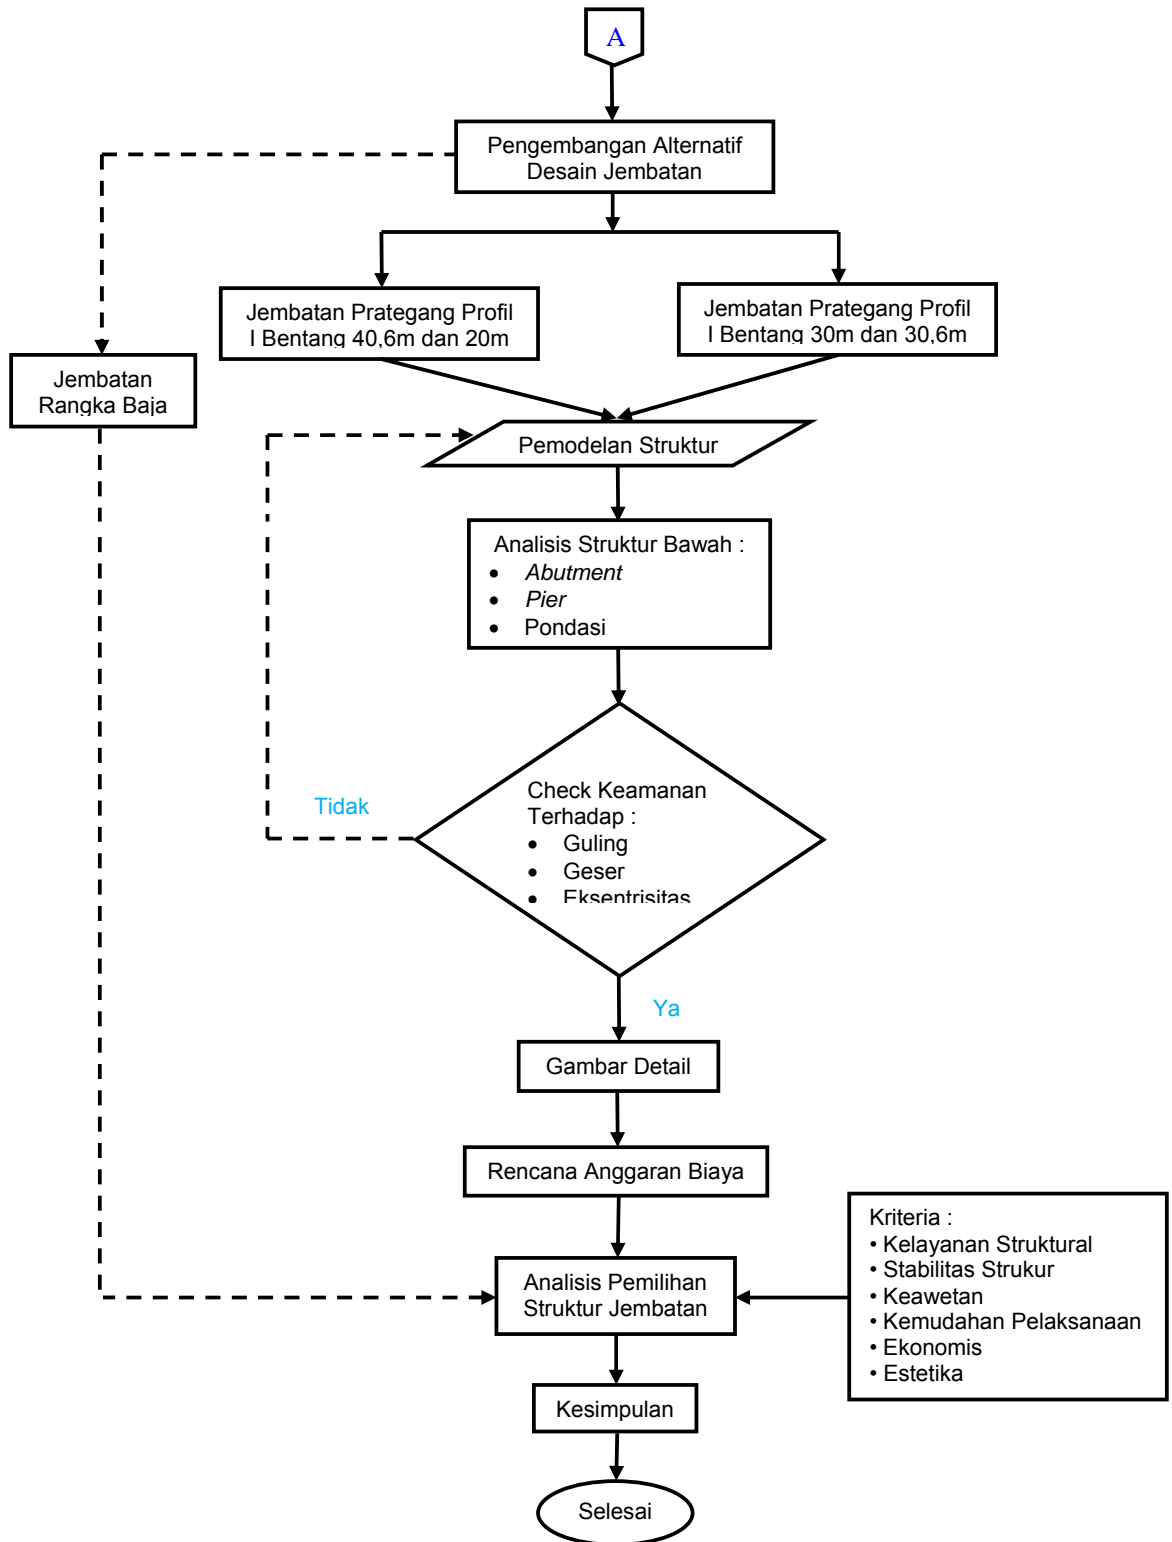 A
Pengembangan Alternatif
Desain Jembatan
Jembatan Prategang Profil
I Bentang 40,6m dan 20m
Jembatan Prategang Profil
I Bentang 30m dan 30,6m
Jembatan
Rangka Baja
Pemodelan Struktur
Analisis Struktur Bawah :
• Abutment
• Pier
• Pondasi
Check Keamanan
Terhadap :
• Guling
• Geser
• Eksentrisitas
Tidak
Ya
Gambar Detail
Rencana Anggaran Biaya
Analisis Pemilihan
Struktur Jembatan
Kriteria :
• Kelayanan Struktural
• Stabilitas Strukur
• Keawetan
• Kemudahan Pelaksanaan
• Ekonomis
• Estetika
Kesimpulan
Selesai